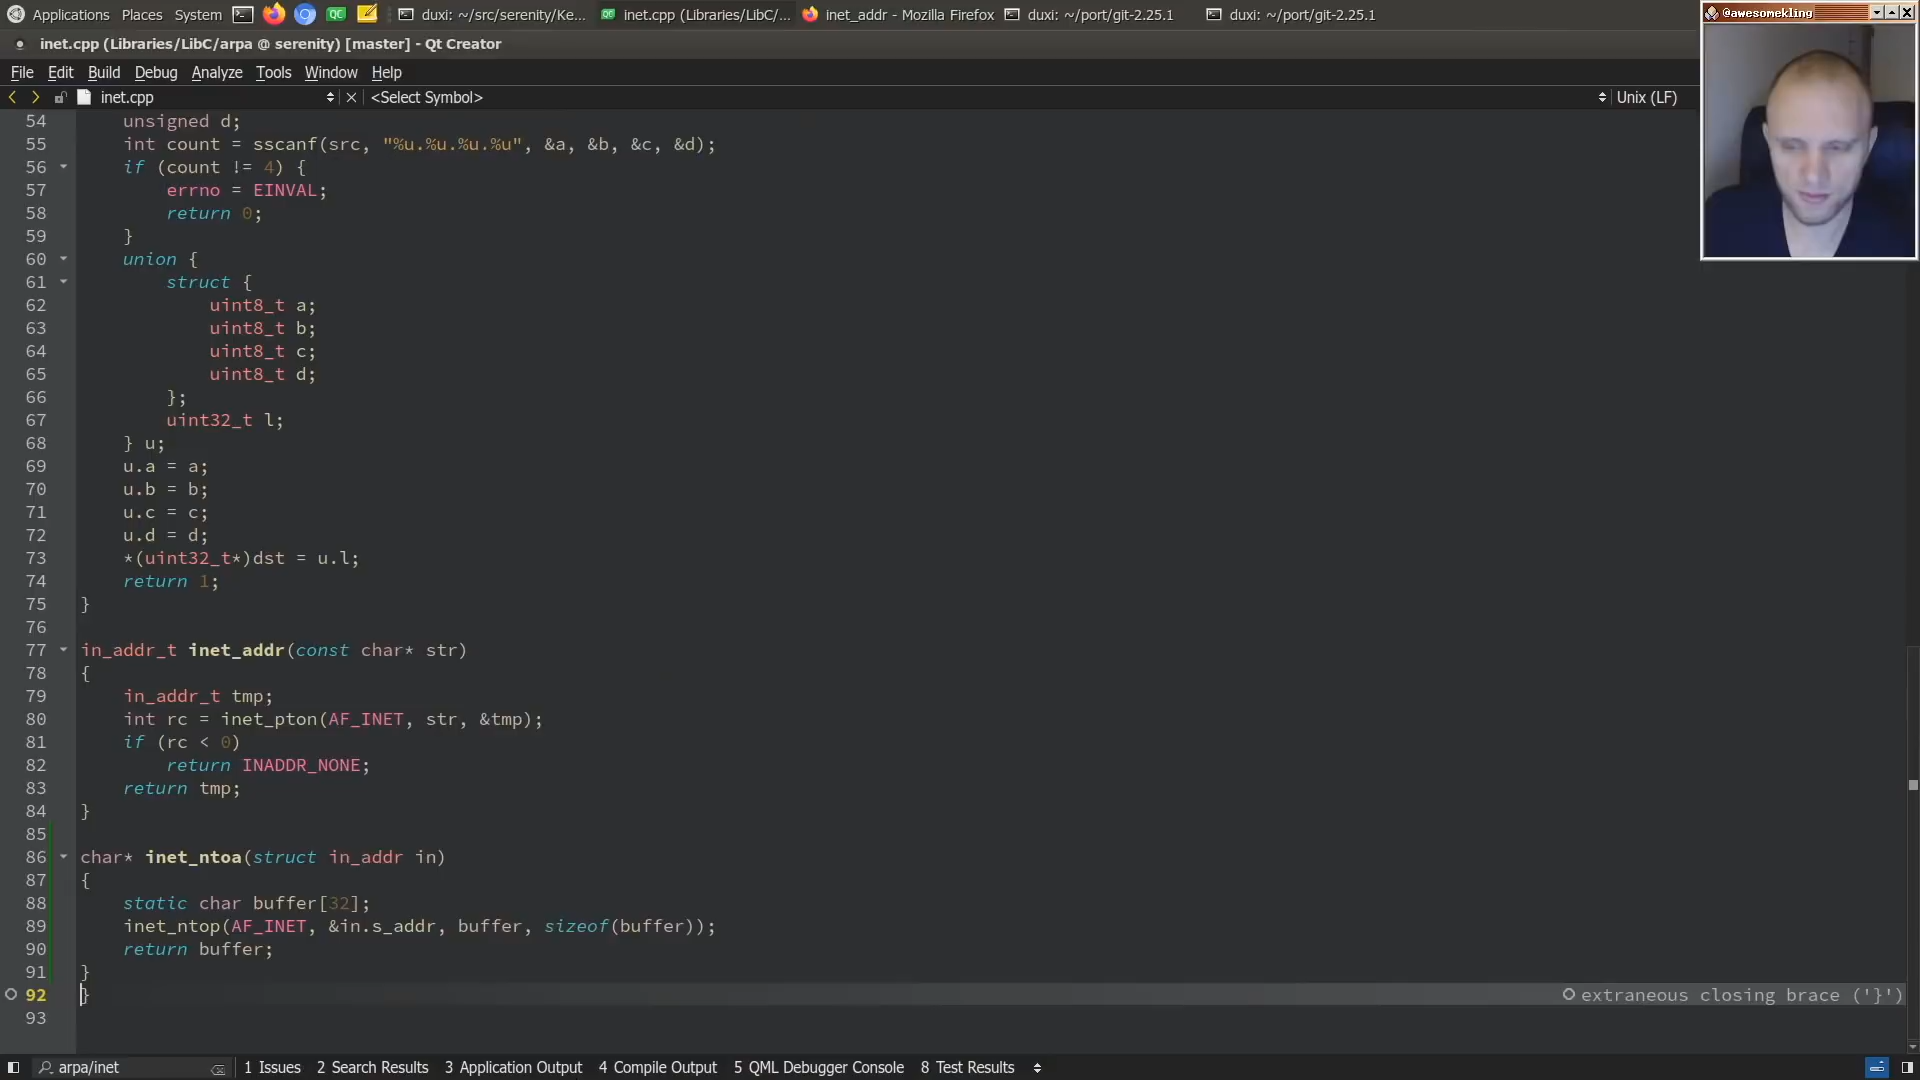 Applications Places System duxi: ~/src/serenity/Ke... inet.cpp (Libraries/LibC/... inet_addr - Mozilla Firefox duxi: ~/port/git-2.25.1 duxi: ~/port/git-2.25.1
@awesomekling
inet.cpp (Libraries/LibC/arpa @ serenity) [master] - Qt Creator
File Edit Build Debug Analyze Tools Window Help
inet.cpp <Select Symbol> Unix (LF)
54 unsigned d;
55 int count = sscanf(src, "%u.%u.%u.%u", &a, &b, &c, &d);
56 if (count != 4) {
57 errno = EINVAL;
58 return 0;
59 }
60 union {
61 struct {
62 uint8_t a;
63 uint8_t b;
64 uint8_t c;
65 uint8_t d;
66 };
67 uint32_t l;
68 } u;
69 u.a = a;
70 u.b = b;
71 u.c = c;
72 u.d = d;
73 *(uint32_t*)dst = u.l;
74 return 1;
75 }
76
77 in_addr_t inet_addr(const char* str)
78 {
79 in_addr_t tmp;
80 int rc = inet_pton(AF_INET, str, &tmp);
81 if (rc < 0)
82 return INADDR_NONE;
83 return tmp;
84 }
85
86 char* inet_ntoa(struct in_addr in)
87 {
88 static char buffer[32];
89 inet_ntop(AF_INET, &in.s_addr, buffer, sizeof(buffer));
90 return buffer;
91 }
92 } extraneous closing brace ('}')
93
arpa/inet 1 Issues 2 Search Results 3 Application Output 4 Compile Output 5 QML Debugger Console 8 Test Results